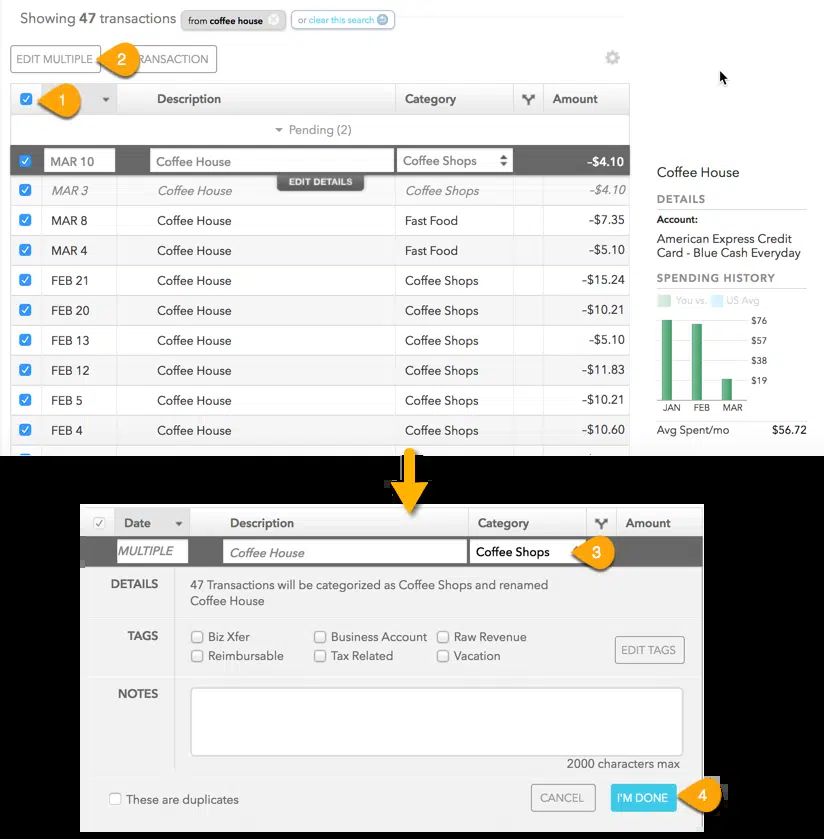 Showing 47 transactions from coffee house or clear this search
EDIT MULTIPLE 2 RANSACTION
1 Description Category Amount
Pending (2)
MAR 10 Coffee House Coffee Shops -$4.10
EDIT DETAILS
MAR 3 Coffee House Coffee Shops -$4.10
MAR 8 Coffee House Fast Food -$7.35
MAR 4 Coffee House Fast Food -$5.10
FEB 21 Coffee House Coffee Shops -$15.24
FEB 20 Coffee House Coffee Shops -$10.21
FEB 13 Coffee House Coffee Shops -$5.10
FEB 12 Coffee House Coffee Shops -$11.83
FEB 5 Coffee House Coffee Shops -$10.21
FEB 4 Coffee House Coffee Shops -$10.60
Coffee House
DETAILS
Account:
American Express Credit
Card - Blue Cash Everyday
SPENDING HISTORY
You vs. US Avg
$76
$57
$38
$19
JAN FEB MAR
Avg Spent/mo $56.72
Date Description Category Amount
MULTIPLE Coffee House Coffee Shops 3
DETAILS 47 Transactions will be categorized as Coffee Shops and renamed
Coffee House
TAGS Biz Xfer Business Account Raw Revenue
Reimbursable Tax Related Vacation
EDIT TAGS
NOTES
2000 characters max
These are duplicates CANCEL I'M DONE 4